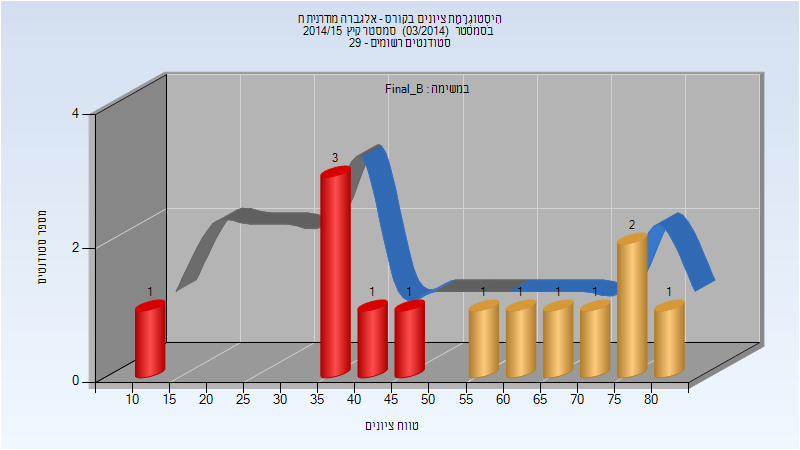 היסטוגרמת ציונים בקורס - אלגברה מודרנית ח
בסמסטר (03/2014) סמסטר קיץ 2014/15
סטודנטים רשומים - 29
במשימה : Final_B
מספר סטודנטים
4
2
0
3
2
1 1 1 1 1 1 1 1
10 15 20 25 30 35 40 45 50 55 60 65 70 75 80
טווח ציונים